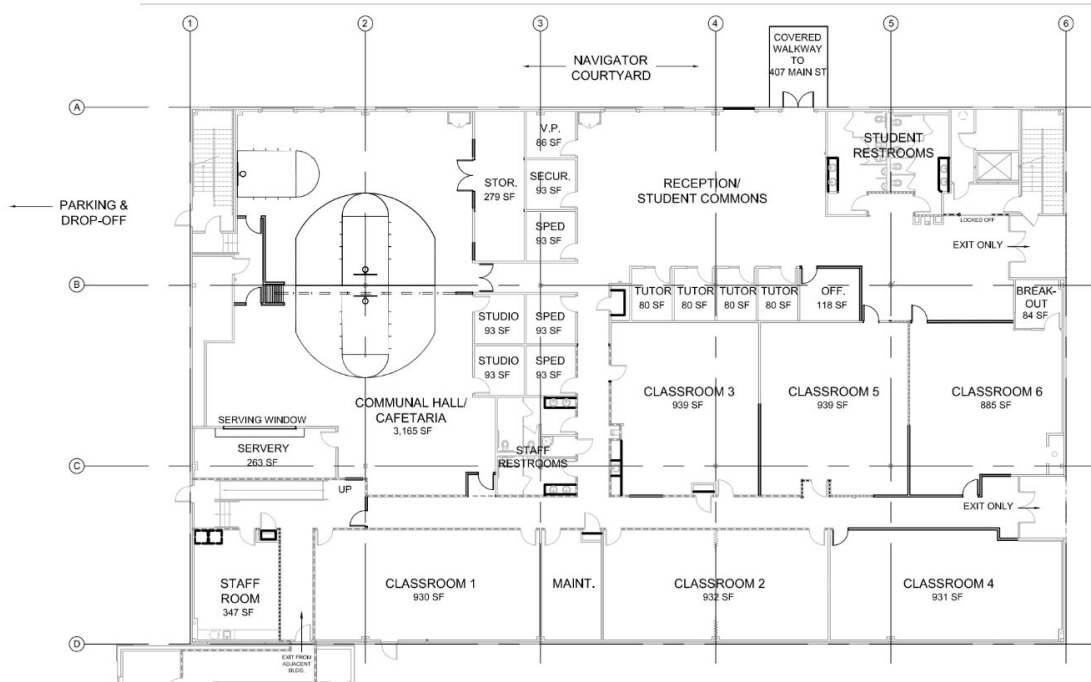 1
2
3
4
5
6
COVERED
WALKWAY
TO
407 MAIN ST
NAVIGATOR
COURTYARD
A
V.P.
86 SF
STUDENT
RESTROOMS
STOR.
279 SF
SECUR.
93 SF
RECEPTION/
STUDENT COMMONS
PARKING &
DROP-OFF
SPED
93 SF
LOCKED OFF
EXIT ONLY
B
TUTOR
80 SF
TUTOR
80 SF
TUTOR
80 SF
TUTOR
80 SF
OFF.
118 SF
BREAK-
OUT
84 SF
STUDIO
93 SF
SPED
93 SF
STUDIO
93 SF
SPED
93 SF
CLASSROOM 3
939 SF
CLASSROOM 5
939 SF
CLASSROOM 6
885 SF
COMMUNAL HALL/
CAFETARIA
3,165 SF
SERVING WINDOW
SERVERY
263 SF
STAFF
RESTROOMS
C
UP
EXIT ONLY
STAFF
ROOM
347 SF
CLASSROOM 1
930 SF
MAINT.
CLASSROOM 2
932 SF
CLASSROOM 4
931 SF
D
EXIT FROM
ADJACENT
BLDG.